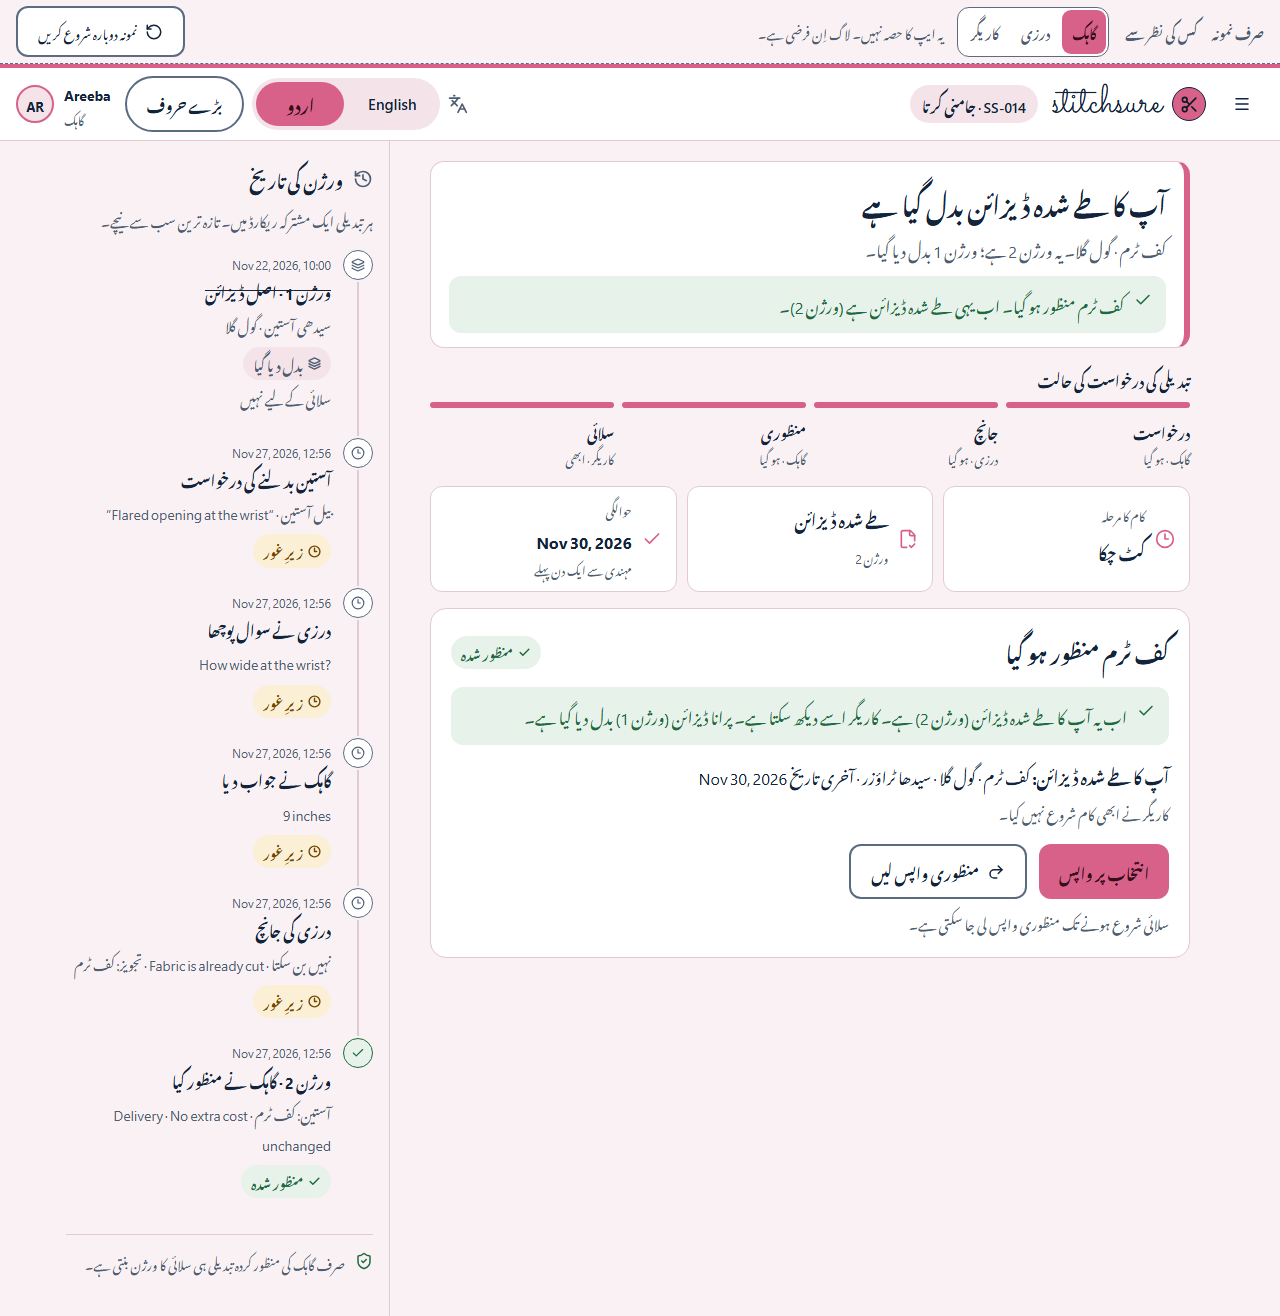 صرف نمونہ
کس کی نظر سے
گاہک
درزی
کاریگر
یہ ایپ کا حصہ نہیں۔ لاگ اِن فرضی ہے۔
نمونہ دوبارہ شروع کریں
stitchsure
SS-014 · جامنی کرتا
English
اردو
بڑے حروف
Areeba
گاہک
AR
آپ کا طے شدہ ڈیزائن بدل گیا ہے
کف ٹرم · گول گلا۔ یہ ورژن 2 ہے؛ ورژن 1 بدل دیا گیا۔
کف ٹرم منظور ہو گیا۔ اب یہی طے شدہ ڈیزائن ہے (ورژن 2)۔
تبدیلی کی درخواست کی حالت
درخواست
گاہک · ہو گیا
جانچ
درزی · ہو گیا
منظوری
گاہک · ہو گیا
سلائی
کاریگر · ابھی
کام کا مرحلہ
کٹ چکا
طے شدہ ڈیزائن
ورژن 2
حوالگی
Nov 30, 2026
مہندی سے ایک دن پہلے
کف ٹرم منظور ہو گیا
منظور شدہ
اب یہ آپ کا طے شدہ ڈیزائن (ورژن 2) ہے۔ کاریگر اسے دیکھ سکتا ہے۔ پرانا ڈیزائن (ورژن 1) بدل دیا گیا ہے۔
آپ کا طے شدہ ڈیزائن: کف ٹرم · گول گلا · سیدھا ٹراؤزر · آخری تاریخ Nov 30, 2026
کاریگر نے ابھی کام شروع نہیں کیا۔
انتخاب پر واپس
منظوری واپس لیں
سلائی شروع ہونے تک منظوری واپس لی جا سکتی ہے۔
ورژن کی تاریخ
ہر تبدیلی ایک مشترکہ ریکارڈ میں۔ تازہ ترین سب سے نیچے۔
Nov 22, 2026, 10:00
ورژن 1 · اصل ڈیزائن
سیدھی آستین · گول گلا
بدل دیا گیا
سلائی کے لیے نہیں
Nov 27, 2026, 12:56
آستین بدلنے کی درخواست
بیل آستین · "Flared opening at the wrist"
زیرِ غور
Nov 27, 2026, 12:56
درزی نے سوال پوچھا
How wide at the wrist?
زیرِ غور
Nov 27, 2026, 12:56
گاہک نے جواب دیا
9 inches
زیرِ غور
Nov 27, 2026, 12:56
درزی کی جانچ
نہیں بن سکتا · Fabric is already cut · تجویز: کف ٹرم
زیرِ غور
Nov 27, 2026, 12:56
ورژن 2 · گاہک نے منظور کیا
آستین: کف ٹرم · Delivery · No extra cost
unchanged
منظور شدہ
صرف گاہک کی منظور کردہ تبدیلی ہی سلائی کا ورژن بنتی ہے۔